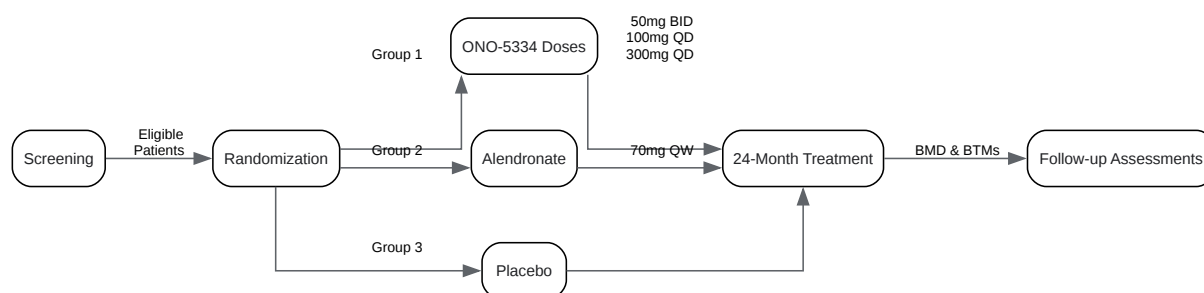 50mg BID
100mg QD
300mg QD
Group 1
ONO-5334 Doses
Eligible
Patients
Screening
Randomization
Group 2
Alendronate
70mg QW
24-Month Treatment
BMD & BTMs
Follow-up Assessments
Group 3
Placebo